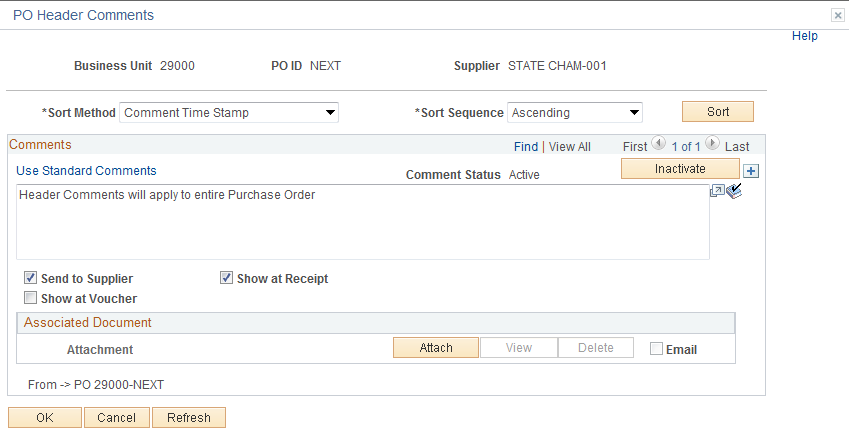 PO Header Comments
Help
Business Unit 29000 PO ID NEXT Supplier STATE CHAM-001
*Sort Method Comment Time Stamp *Sort Sequence Ascending Sort
Comments Find | View All First 1 of 1 Last
Use Standard Comments Comment Status Active Inactivate
Header Comments will apply to entire Purchase Order
Send to Supplier Show at Receipt
Show at Voucher
Associated Document
Attachment Attach View Delete Email
From -> PO 29000-NEXT
OK Cancel Refresh